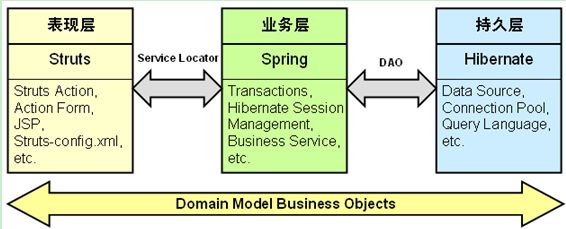 表现层
Struts
Struts Action,
Action Form,
JSP,
Struts-config.xml,
etc.
Service Locator
业务层
Spring
Transactions,
Hibernate Session
Management,
Business Service,
etc.
DAO
持久层
Hibernate
Data Source,
Connection Pool,
Query Language,
etc.
Domain Model Business Objects